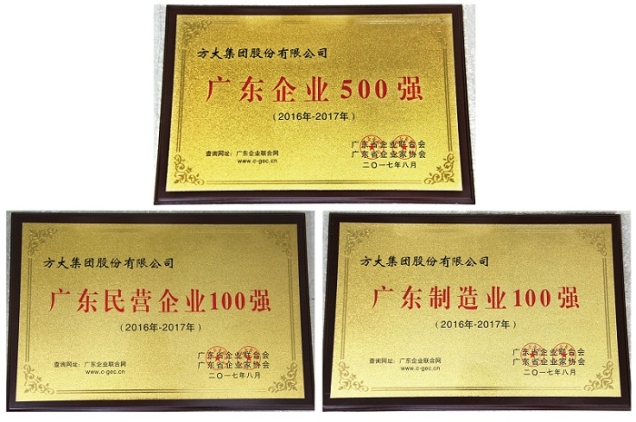 方大集团股份有限公司
广东企业500强
(2016年-2017年)
广东省企业联合会
查询网址：广东企业联合网
广东省企业家协会
www.c-gec.cn
二〇一七年八月
方大集团股份有限公司
广东民营企业100强
(2016年-2017年)
广东省企业联合会
查询网址：广东企业联合网
广东省企业家协会
www.c-gec.cn
二〇一七年八月
方大集团股份有限公司
广东制造业100强
(2016年-2017年)
广东省企业联合会
查询网址：广东企业联合网
广东省企业家协会
www.c-gec.cn
二〇一七年八月